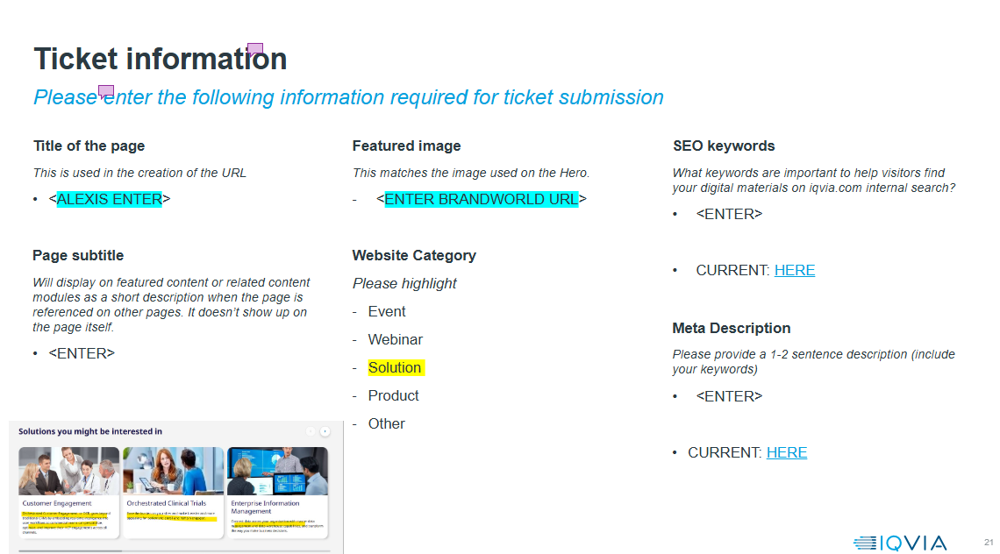 Ticket information
Please enter the following information required for ticket submission
Title of the page
This is used in the creation of the URL
• <ALEXIS ENTER>
Page subtitle
Will display on featured content or related content
modules as a short description when the page is
referenced on other pages. It doesn’t show up on
the page itself.
• <ENTER>
Featured image
This matches the image used on the Hero.
- <ENTER BRANDWORLD URL>
Website Category
Please highlight
- Event
- Webinar
- Solution
- Product
- Other
SEO keywords
What keywords are important to help visitors find
your digital materials on iqvia.com internal search?
• <ENTER>
• CURRENT: HERE
Meta Description
Please provide a 1-2 sentence description (include
your keywords)
• <ENTER>
• CURRENT: HERE
Solutions you might be interested in
Customer Engagement
Orchestrated Clinical Trials
Enterprise Information
Management
IQVIA
21